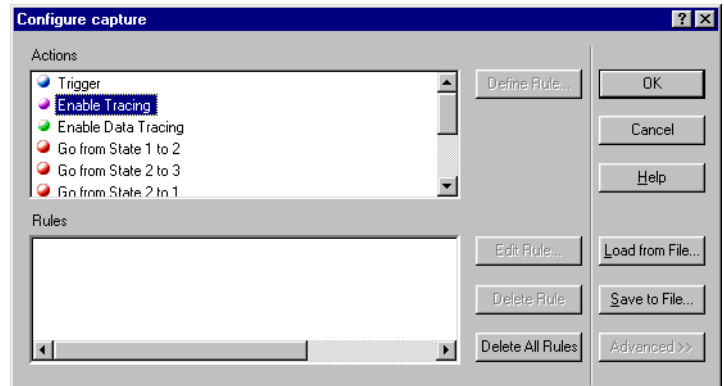 Configure capture
Actions
Trigger
Enable Tracing
Enable Data Tracing
Go from State 1 to 2
Go from State 2 to 3
Go from State 2 to 1
Define Rule...
OK
Cancel
Help
Rules
Edit Rule...
Delete Rule
Delete All Rules
Load from File...
Save to File...
Advanced >>